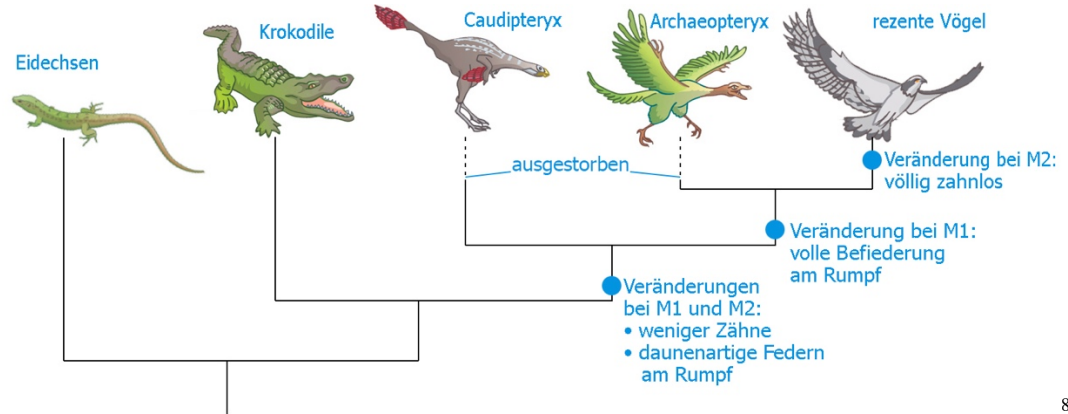 Eidechsen
Krokodile
Caudipteryx
Archaeopteryx
rezente Vögel
ausgestorben
Veränderung bei M2:
völlig zahnlos
Veränderung bei M1:
volle Befiederung
am Rumpf
Veränderungen
bei M1 und M2:
• weniger Zähne
• daunenartige Federn
am Rumpf
8